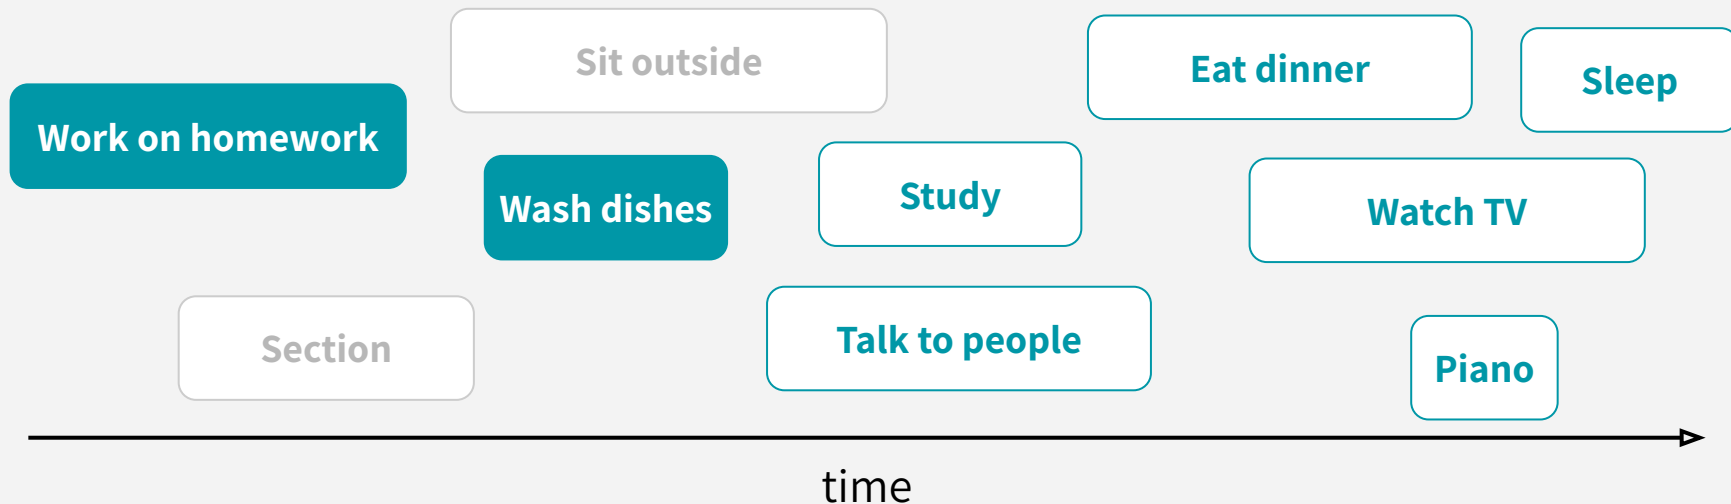 Sit outside
Eat dinner
Sleep
Work on homework
Wash dishes
Study
Watch TV
Section
Talk to people
Piano
time